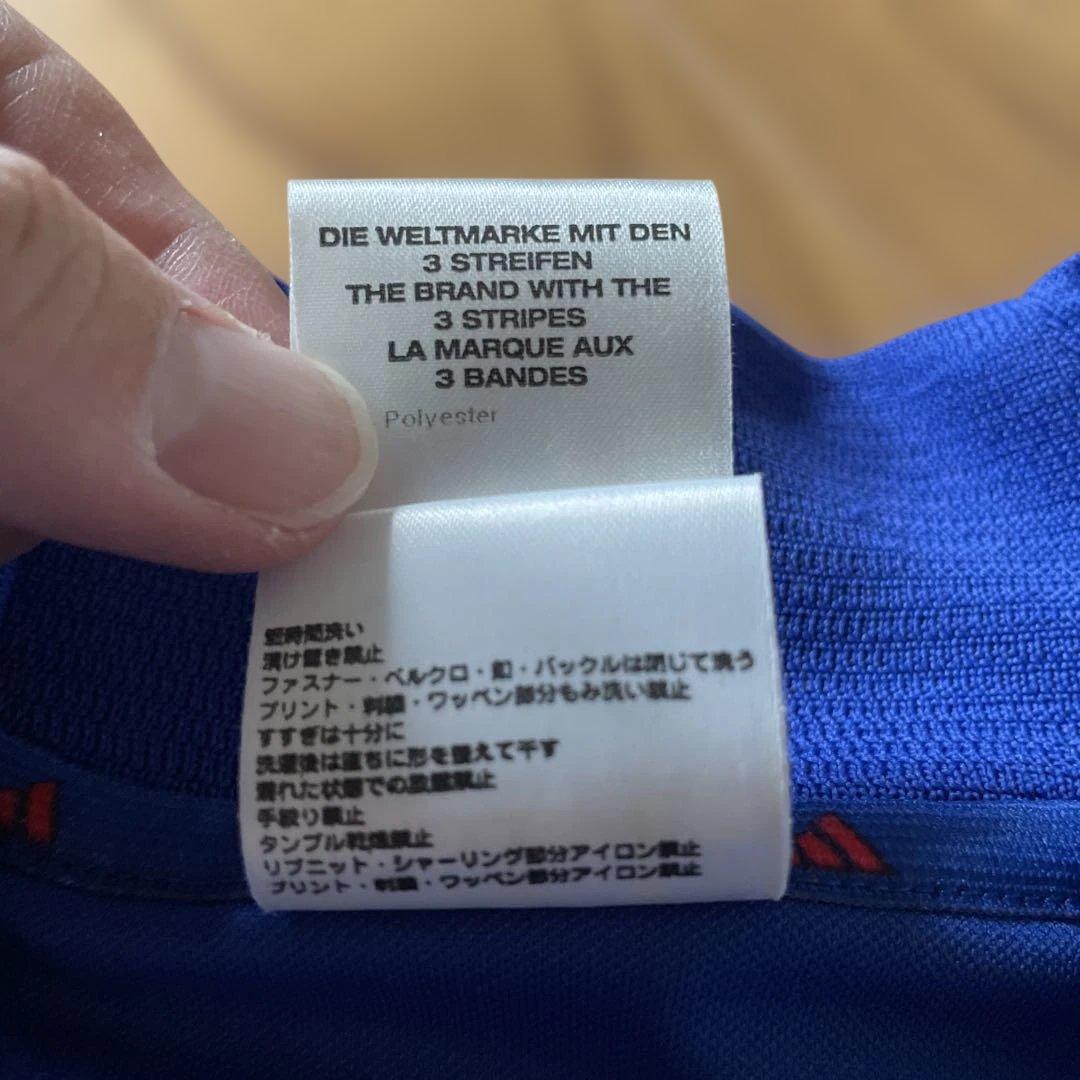 DIE WELTMARKE MIT DEN
3 STREIFEN
THE BRAND WITH THE
3 STRIPES
LA MARQUE AUX
3 BANDES
Polyester
短時間洗い
漬け置き禁止
ファスナー・ベルクロ・釦・バックルは閉じて洗う
プリント・刺繍・ワッペン部分もみ洗い禁止
すすぎは十分に
洗濯後は直ちに形を整えて干す
濡れた状態での放置禁止
手絞り禁止
タンブル乾燥禁止
リブニット・シャーリング部分アイロン禁止
プリント・刺繍・ワッペン部分アイロン禁止